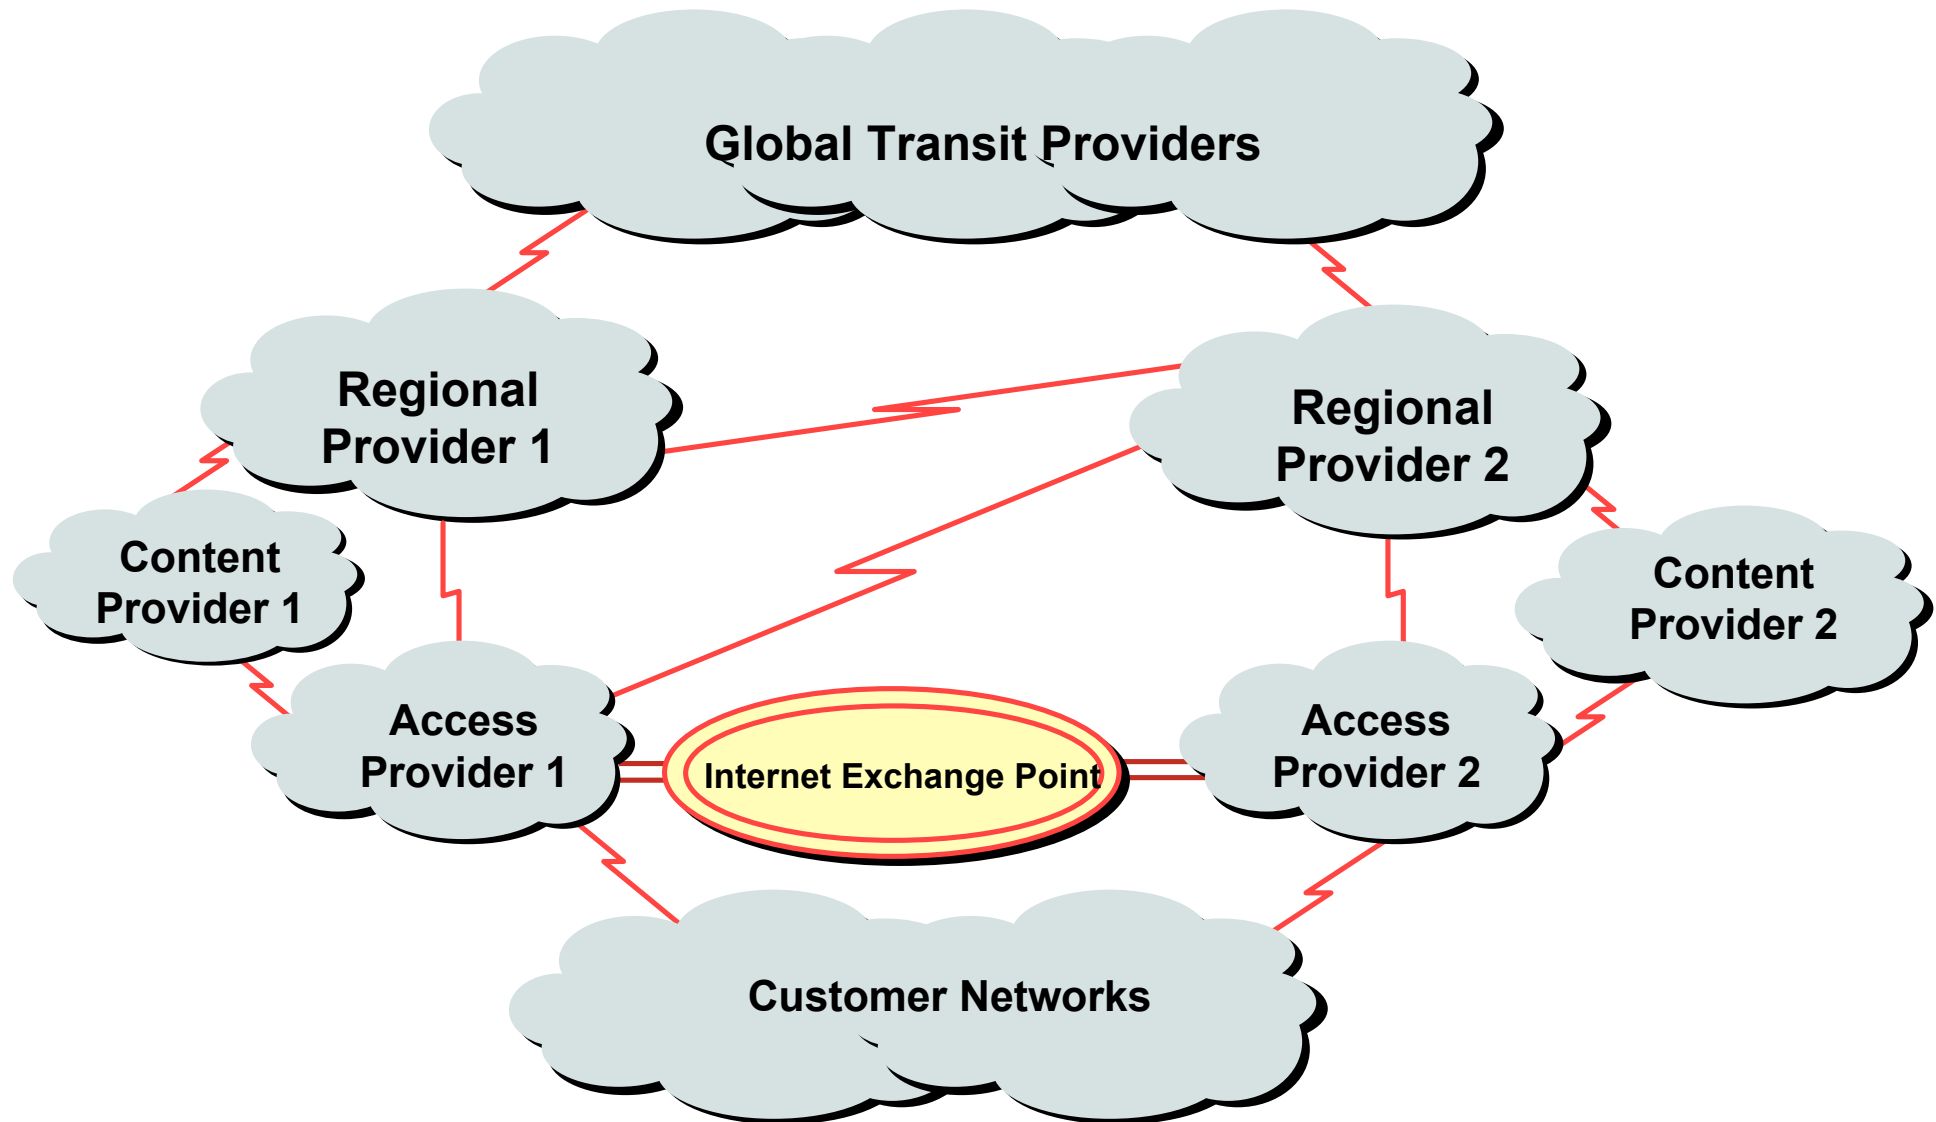 Global Transit Providers
Regional
Provider 1
Regional
Provider 2
Content
Provider 1
Content
Provider 2
Access
Provider 1
Internet Exchange Point
Access
Provider 2
Customer Networks